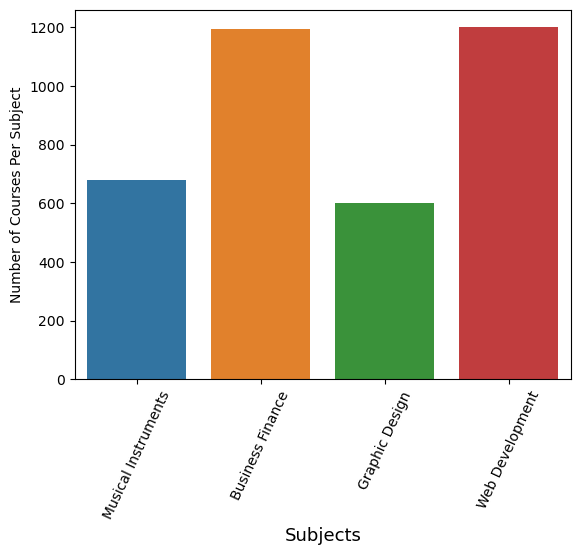 1200
1000
800
600
400
200
0
Number of Courses Per Subject
Musical Instruments
Business Finance
Graphic Design
Web Development
Subjects